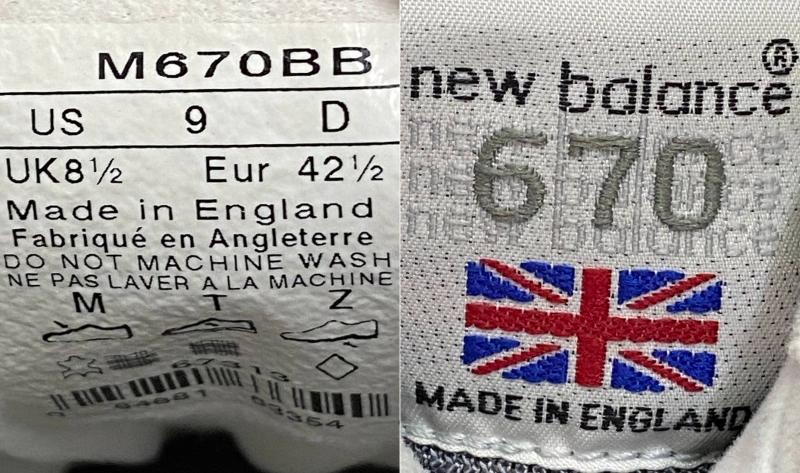 M670BB
US 9 D
UK8½ Eur 42½
Made in England
Fabriqué en Angleterre
DO NOT MACHINE WASH
NE PAS LAVER A LA MACHINE
M T Z
new balance®
670
MADE IN ENGLAND